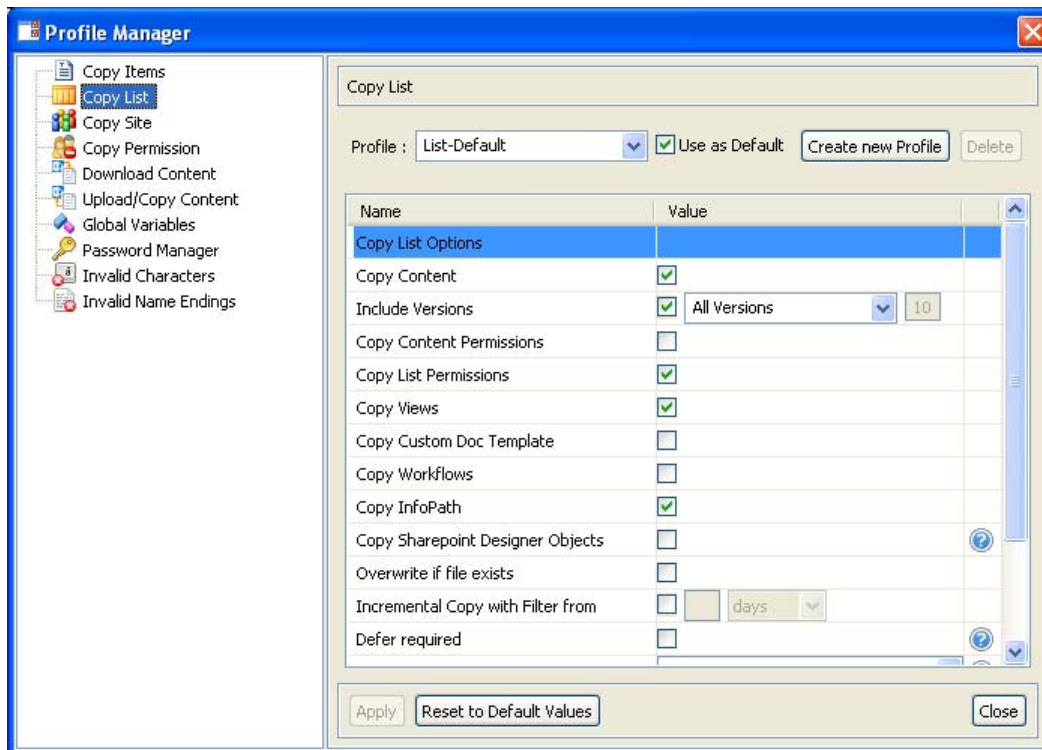 Profile Manager
Copy Items
Copy List
Copy Site
Copy Permission
Download Content
Upload/Copy Content
Global Variables
Password Manager
Invalid Characters
Invalid Name Endings
Copy List
Profile : List-Default Use as Default Create new Profile Delete
Name Value
Copy List Options
Copy Content
Include Versions All Versions 10
Copy Content Permissions
Copy List Permissions
Copy Views
Copy Custom Doc Template
Copy Workflows
Copy InfoPath
Copy Sharepoint Designer Objects
Overwrite if file exists
Incremental Copy with Filter from days
Defer required
Apply Reset to Default Values Close